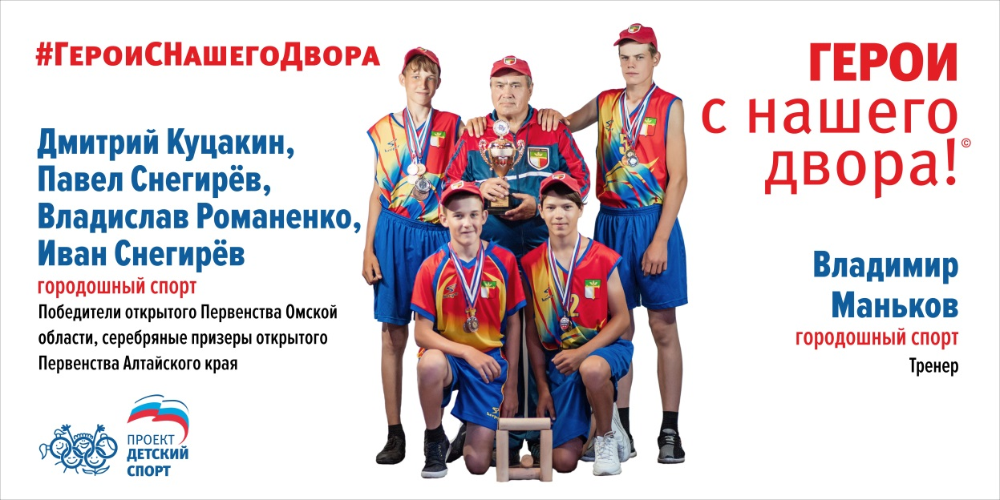 #ГероиСНашегоДвора
Дмитрий Куцакин,
Павел Снегирёв,
Владислав Романенко,
Иван Снегирёв
городошный спорт
Победители открытого Первенства Омской
области, серебряные призеры открытого
Первенства Алтайского края
ПРОЕКТ
ДЕТСКИЙ
СПОРТ
ГЕРОИ
с нашего
двора!©
Владимир
Маньков
городошный спорт
Тренер